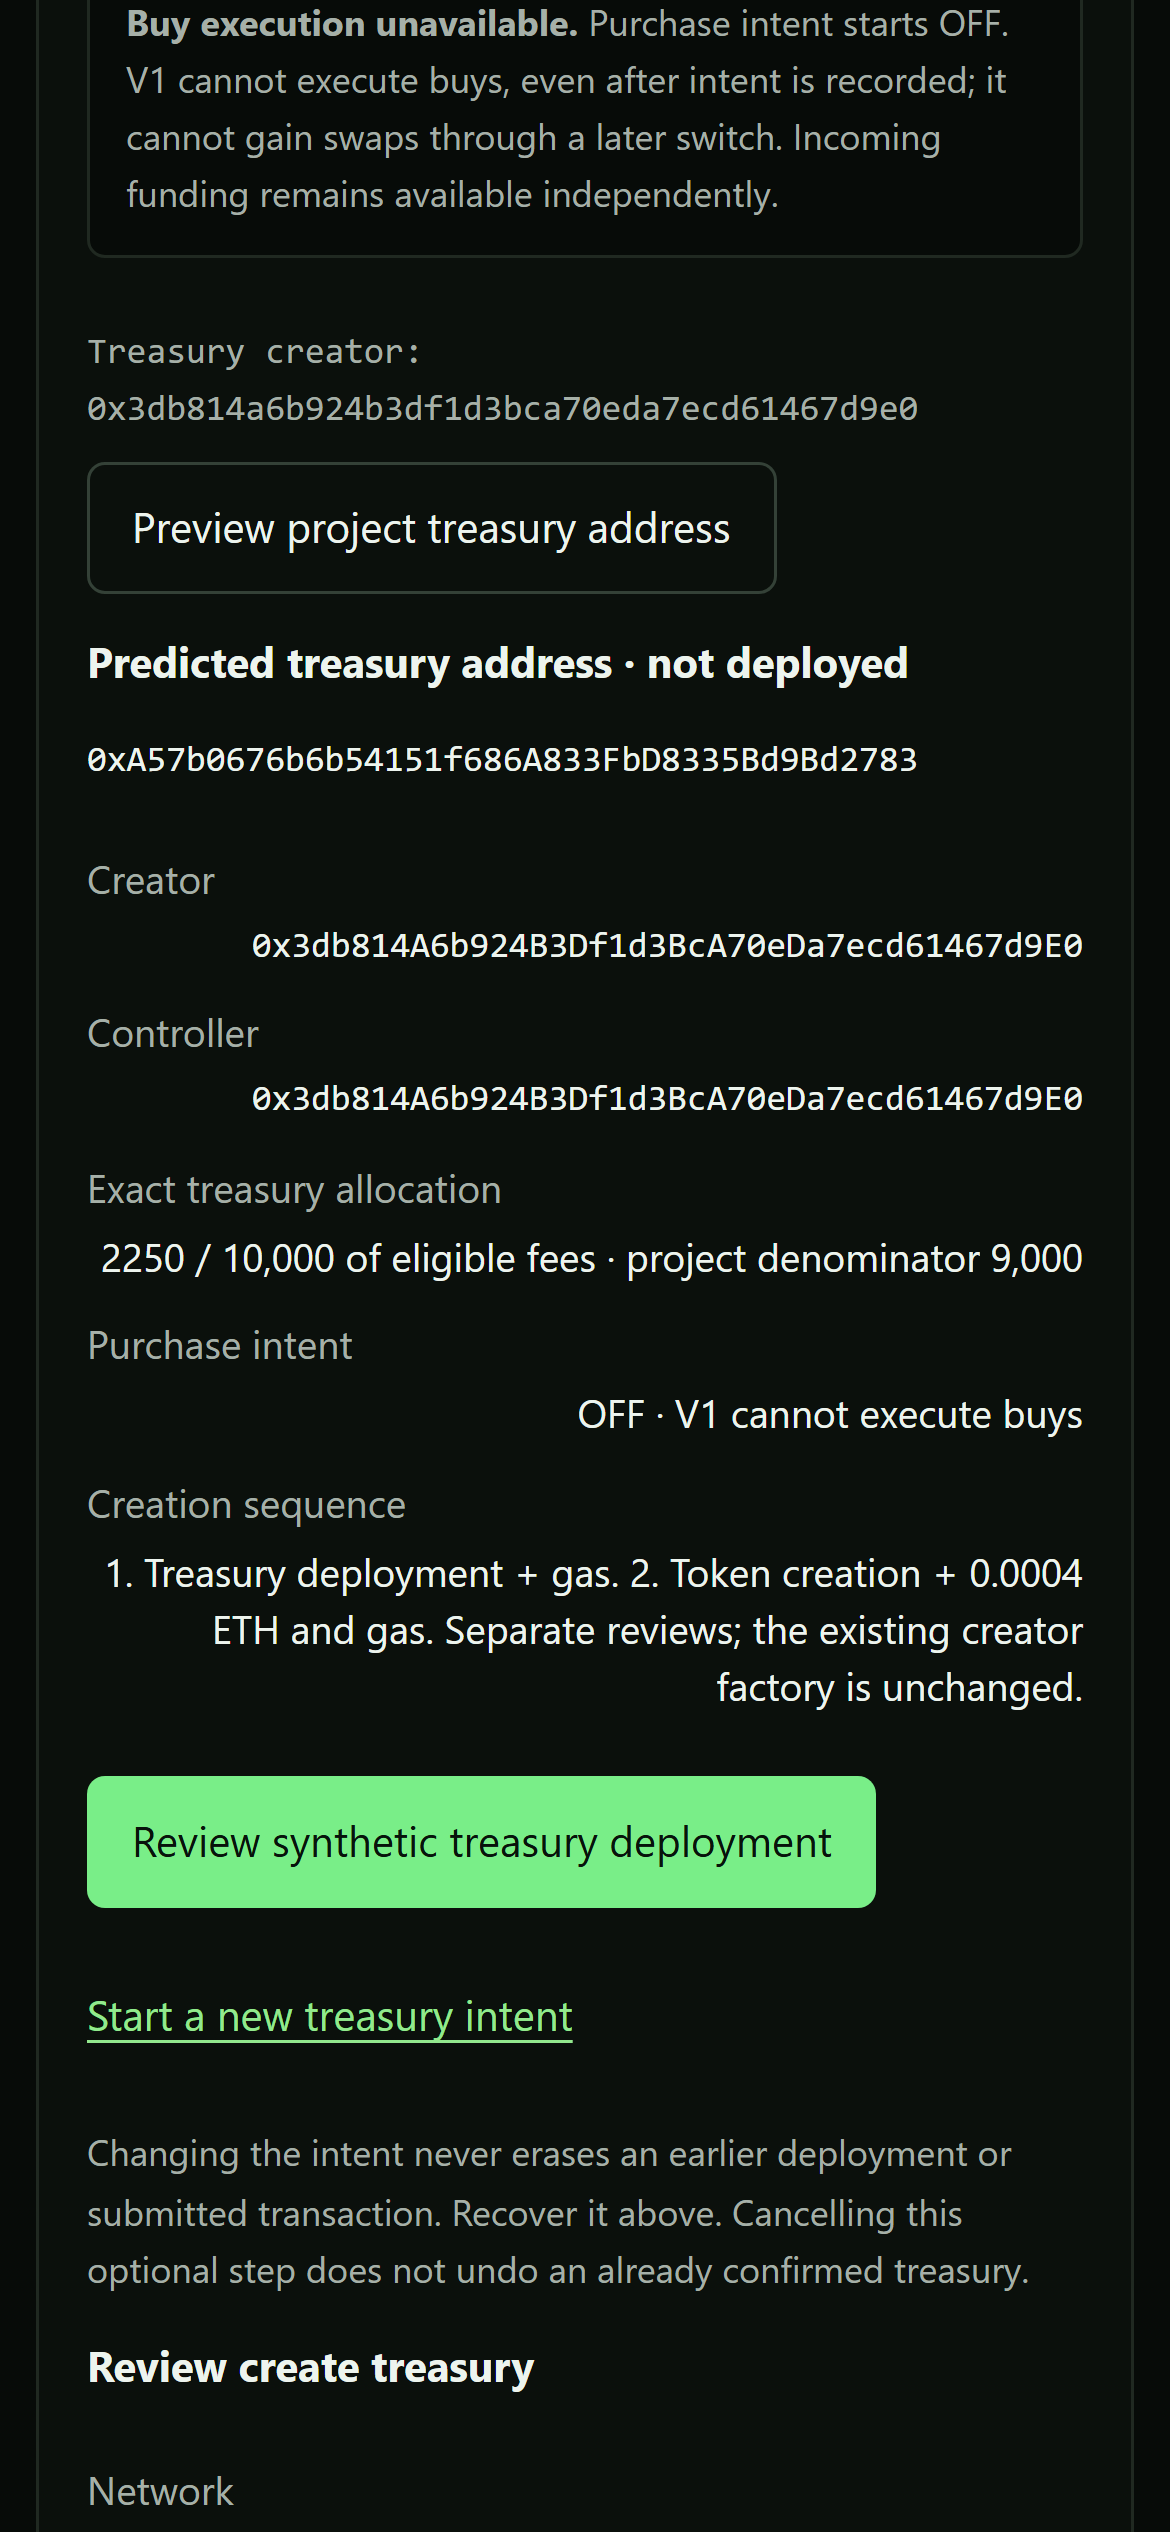 Buy execution unavailable. Purchase intent starts OFF.
V1 cannot execute buys, even after intent is recorded; it
cannot gain swaps through a later switch. Incoming
funding remains available independently.
Treasury creator:
0x3db814a6b924b3df1d3bca70eda7ecd61467d9e0
Preview project treasury address
Predicted treasury address · not deployed
0xA57b0676b6b54151f686A833FbD8335Bd9Bd2783
Creator
0x3db814A6b924B3Df1d3BcA70eDa7ecd61467d9E0
Controller
0x3db814A6b924B3Df1d3BcA70eDa7ecd61467d9E0
Exact treasury allocation
2250 / 10,000 of eligible fees · project denominator 9,000
Purchase intent
OFF · V1 cannot execute buys
Creation sequence
1. Treasury deployment + gas. 2. Token creation + 0.0004
ETH and gas. Separate reviews; the existing creator
factory is unchanged.
Review synthetic treasury deployment
Start a new treasury intent
Changing the intent never erases an earlier deployment or
submitted transaction. Recover it above. Cancelling this
optional step does not undo an already confirmed treasury.
Review create treasury
Network